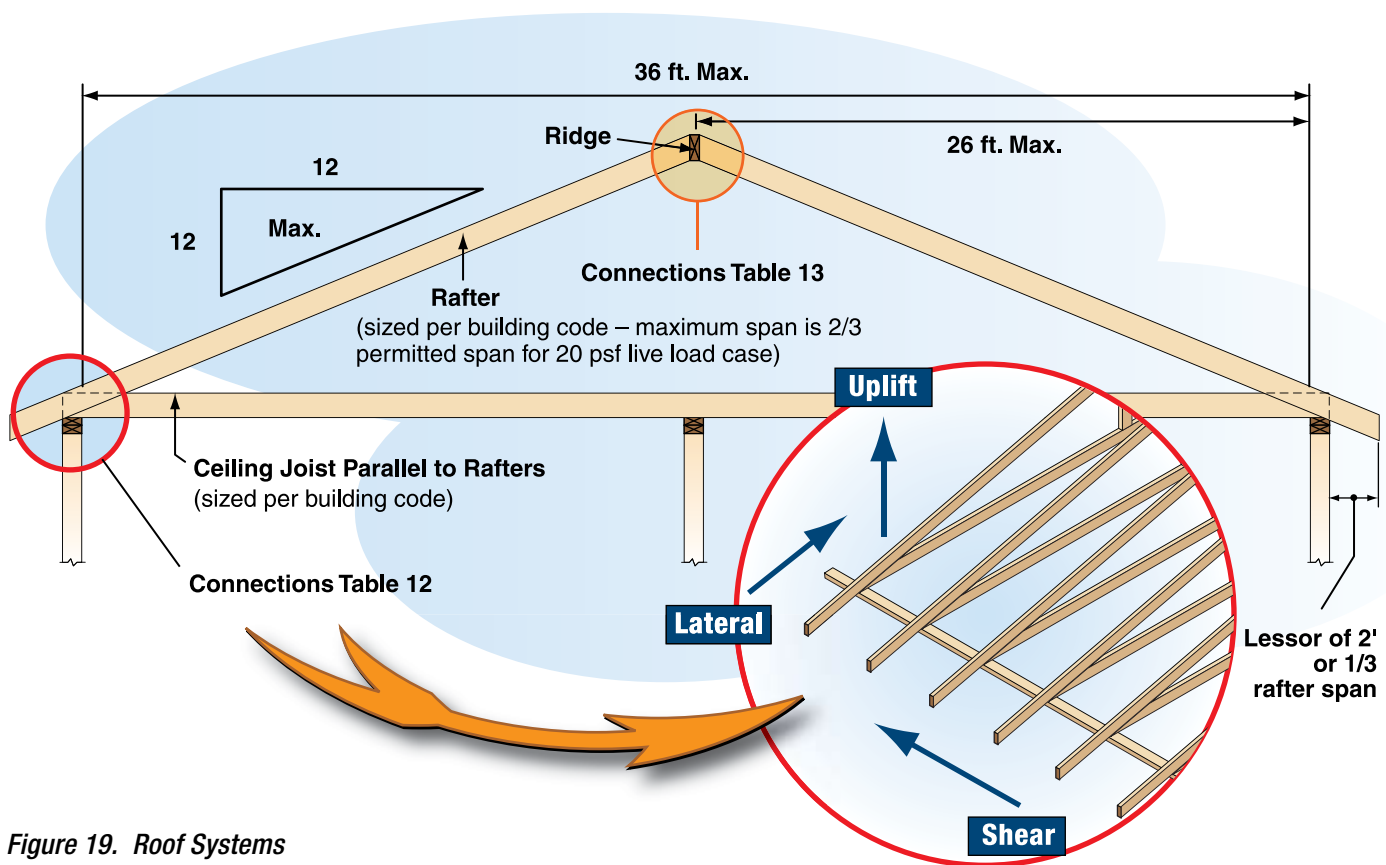 36 ft. Max.
26 ft. Max.
Ridge
12
12
Max.
Connections Table 13
Rafter
(sized per building code – maximum span is 2/3
permitted span for 20 psf live load case)
Uplift
Ceiling Joist Parallel to Rafters
(sized per building code)
Connections Table 12
Lateral
Lessor of 2'
or 1/3
rafter span
Shear
Figure 19. Roof Systems